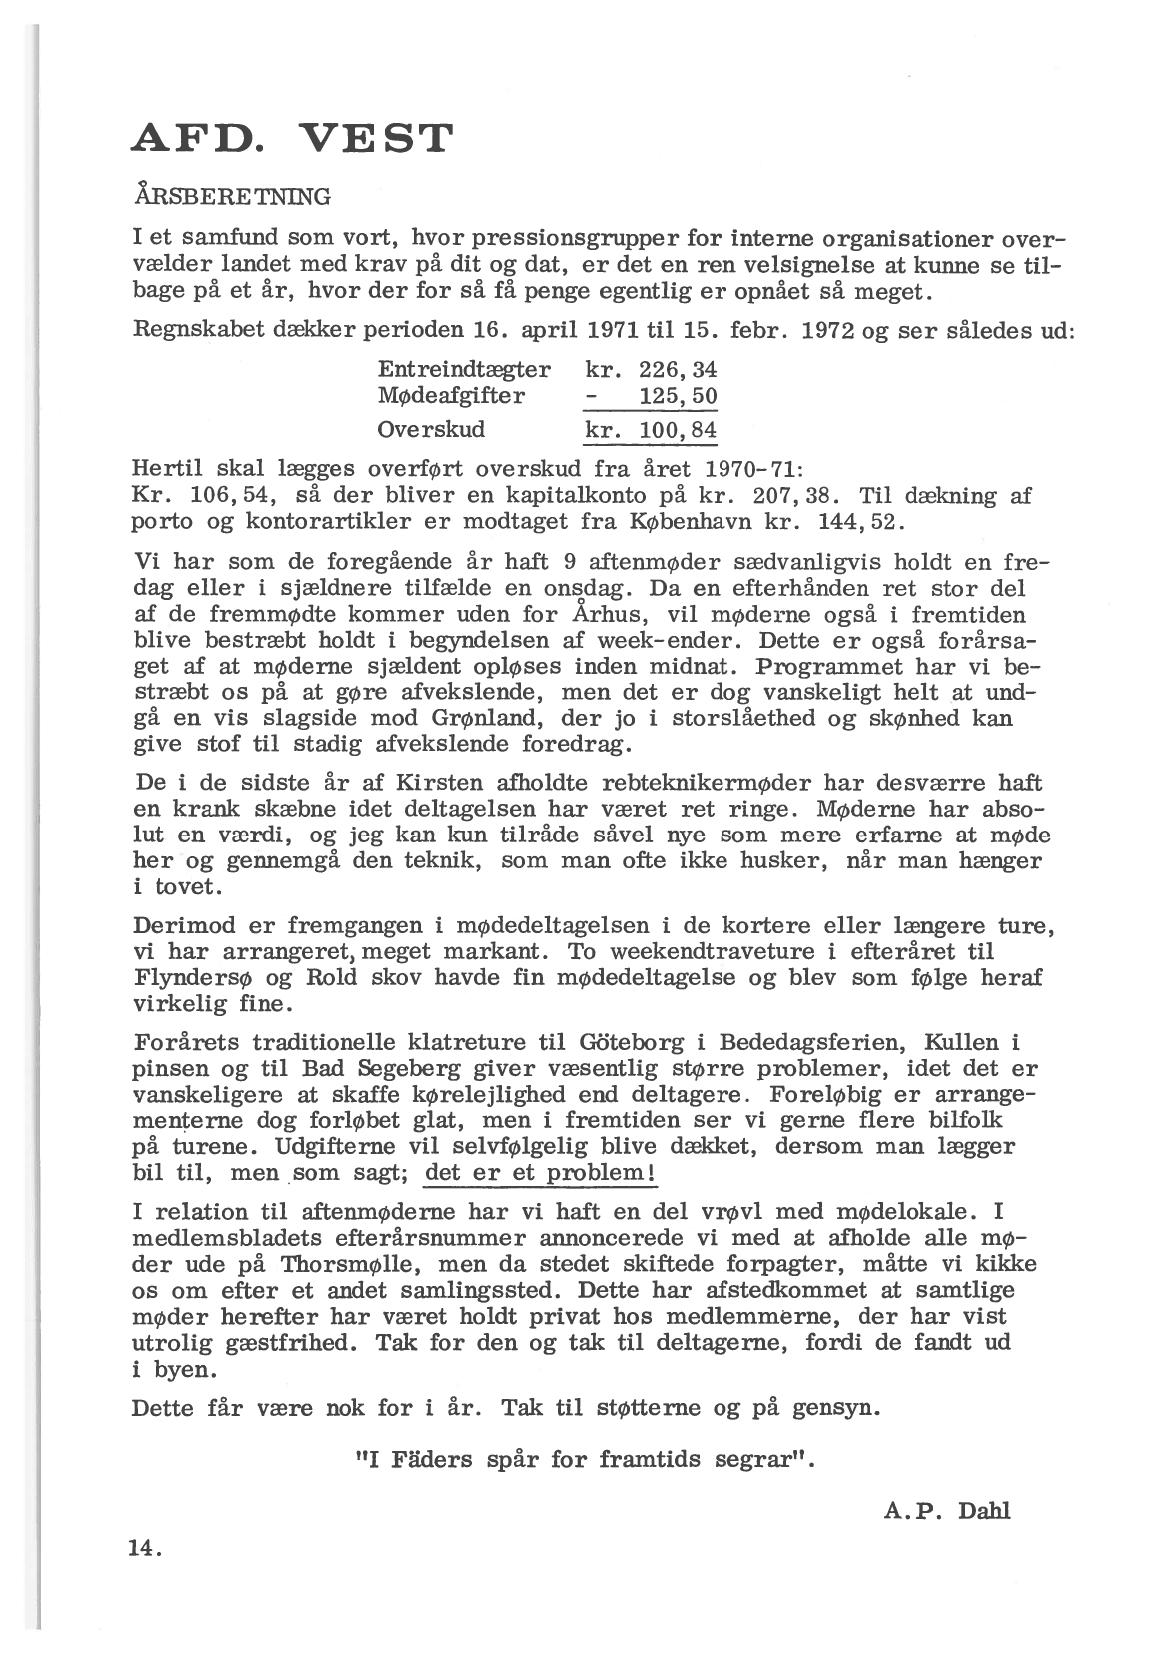 AFD. VEST
ÅRSBERETNING
I et samfund som vort, hvor pressionsgrupper for interne organisationer over-
vælder landet med krav på dit og dat, er det en ren velsignelse at kunne se til-
bage på et år, hvor der for så få penge egentlig er opnået så meget.
Regnskabet dækker perioden 16. april 1971 til 15. febr. 1972 og ser således ud:
Entreindtægter kr. 226,34
Mødeafgifter - 125,50
Overskud kr. 100,84
Hertil skal lægges overført overskud fra året 1970-71:
Kr. 106,54, så der bliver en kapitalkonto på kr. 207,38. Til dækning af
porto og kontorartikler er modtaget fra København kr. 144,52.
Vi har som de foregående år haft 9 aftenmøder sædvanligvis holdt en fre-
dag eller i sjældnere tilfælde en onsdag. Da en efterhånden ret stor del
af de fremmødte kommer uden for Århus, vil møderne også i fremtiden
blive bestræbt holdt i begyndelsen af week-ender. Dette er også forårsa-
get af at møderne sjældent opløses inden midnat. Programmet har vi be-
stræbt os på at gøre afvekslende, men det er dog vanskeligt helt at und-
gå en vis slagside mod Grønland, der jo i storslåethed og skønhed kan
give stof til stadig afvekslende foredrag.
De i de sidste år af Kirsten afholdte rebteknikermøder har desværre haft
en krank skæbne idet deltagelsen har været ret ringe. Møderne har abso-
lut en værdi, og jeg kan kun tilråde såvel nye som mere erfarne at møde
her og gennemgå den teknik, som man ofte ikke husker, når man hænger
i tovet.
Derimod er fremgangen i mødedeltagelsen i de kortere eller længere ture,
vi har arrangeret, meget markant. To weekendtraveture i efteråret til
Flyndersø og Rold skov havde fin mødedeltagelse og blev som følge heraf
virkelig fine.
Forårets traditionelle klatreture til Göteborg i Bededagsferien, Kullen i
pinsen og til Bad Segeberg giver væsentlig større problemer, idet det er
vanskeligere at skaffe kørelejlighed end deltagere. Foreløbig er arrange-
menterne dog forløbet glat, men i fremtiden ser vi gerne flere bilfolk
på turene. Udgifterne vil selvfølgelig blive dækket, dersom man lægger
bil til, men som sagt; det er et problem!
I relation til aftenmøderne har vi haft en del vrøvl med mødelokale. I
medlemsbladets efterårsnummer annoncerede vi med at afholde alle mø-
der ude på Thorsmølle, men da stedet skiftede forpagter, måtte vi kikke
os om efter et andet samlingssted. Dette har afstedkommet at samtlige
møder herefter har været holdt privat hos medlemmerne, der har vist
utrolig gæstfrihed. Tak for den og tak til deltagerne, fordi de fandt ud
i byen.
Dette får være nok for i år. Tak til støtterne og på gensyn.
"I Fäders spår for framtids segrar".
A.P. Dahl
14.